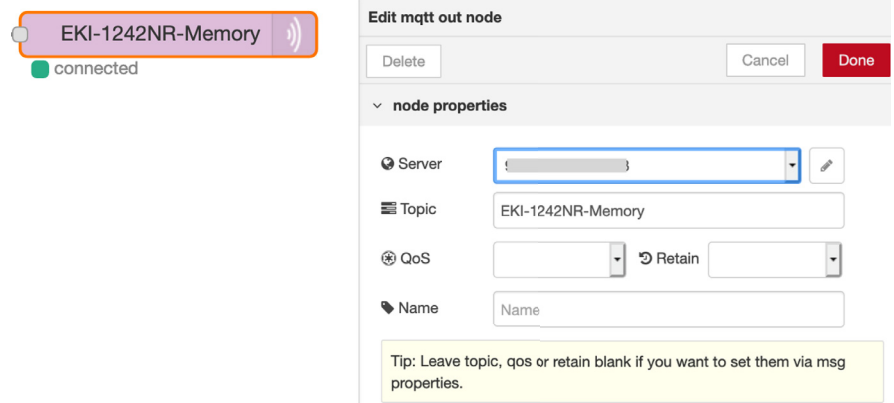 EKI-1242NR-Memory
connected
Edit mqtt out node
Delete
Cancel
Done
node properties
Server
Topic
EKI-1242NR-Memory
QoS
Retain
Name
Name
Tip: Leave topic, qos or retain blank if you want to set them via msg
properties.